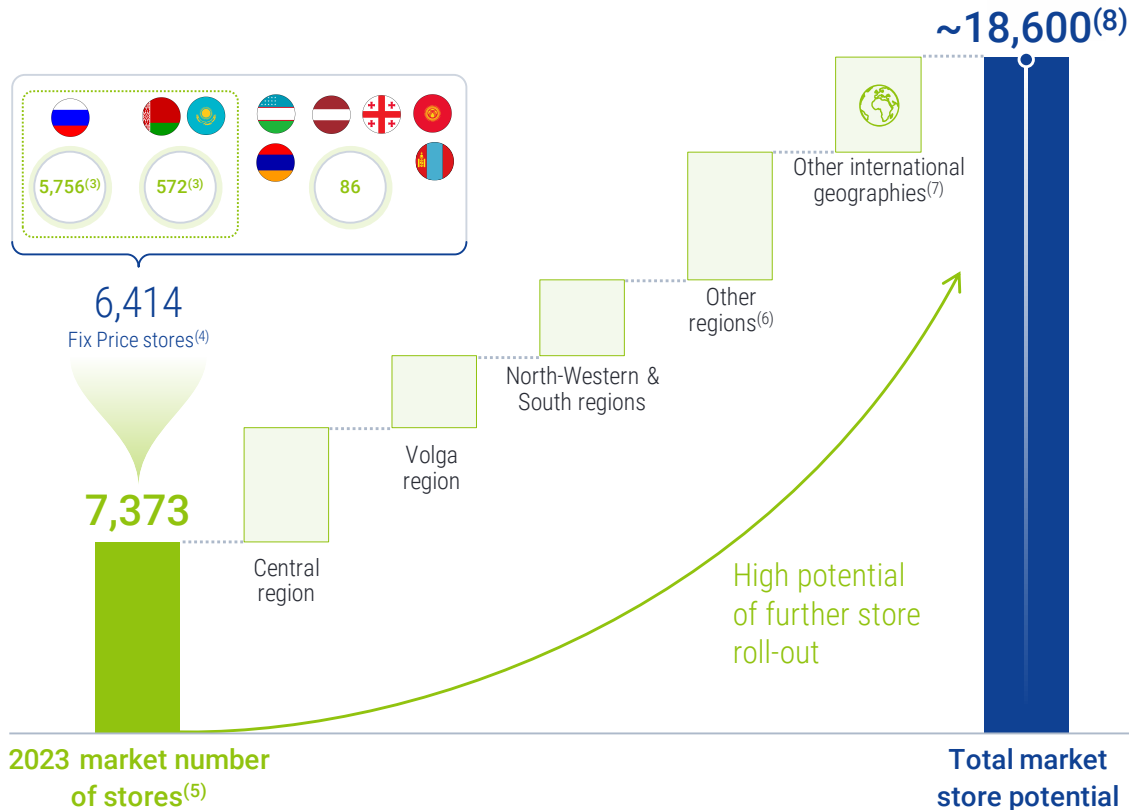 ~18,600(8)
5,756(3)
572(3)
86
6,414
Fix Price stores(4)
7,373
Central
region
Volga
region
North-Western &
South regions
Other
regions(6)
Other international
geographies(7)
High potential
of further store
roll-out
2023 market number
of stores(5)
Total market
store potential